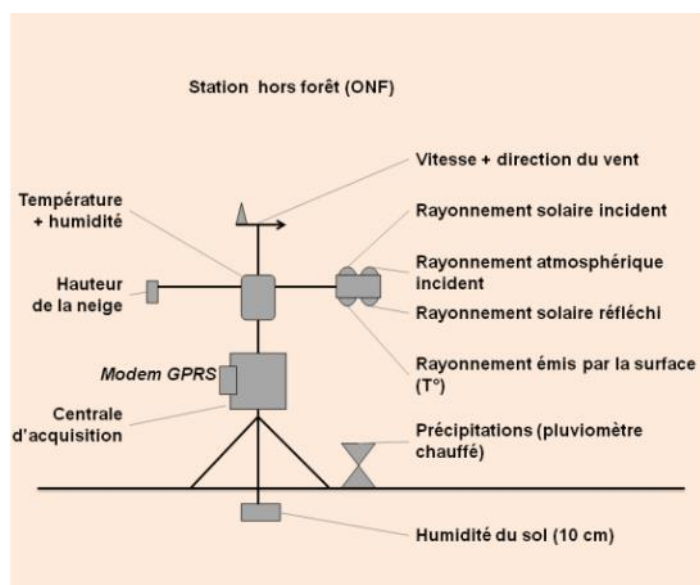 Station hors forêt (ONF)
Vitesse + direction du vent
Température
+ humidité
Rayonnement solaire incident
Rayonnement atmosphérique
incident
Hauteur
de la neige
Rayonnement solaire réfléchi
Rayonnement émis par la surface
(T°)
Modem GPRS
Centrale
d'acquisition
Précipitations (pluviomètre
chauffé)
Humidité du sol (10 cm)